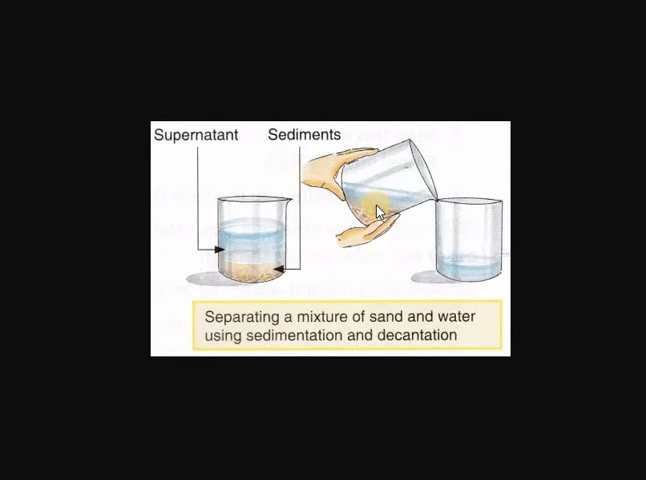 Supernatant
Sediments
Separating a mixture of sand and water
using sedimentation and decantation